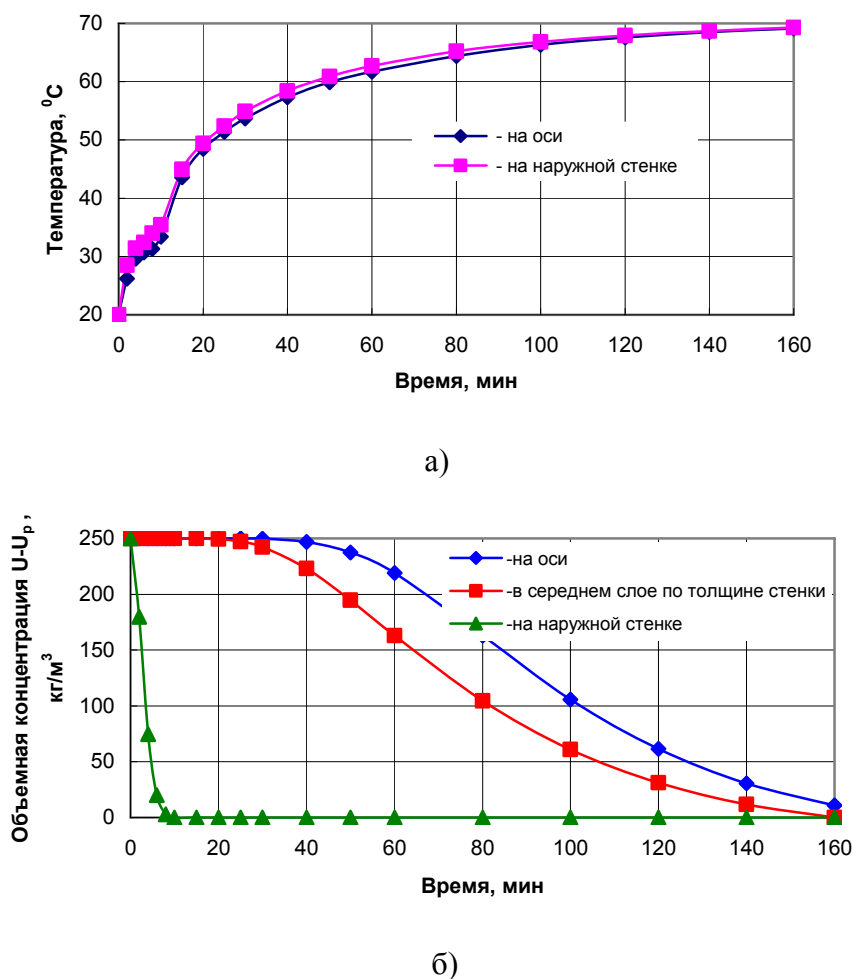 70
60
50
40
30
20
Температура, ⁰С
- на оси
- на наружной стенке
0 20 40 60 80 100 120 140 160
Время, мин
а)
250
200
150
100
50
0
Объемная концентрация U-Uₚ ,
кг/м³
-на оси
-в середнем слое по толщине стенки
-на наружной стенке
0 20 40 60 80 100 120 140 160
Время, мин
б)